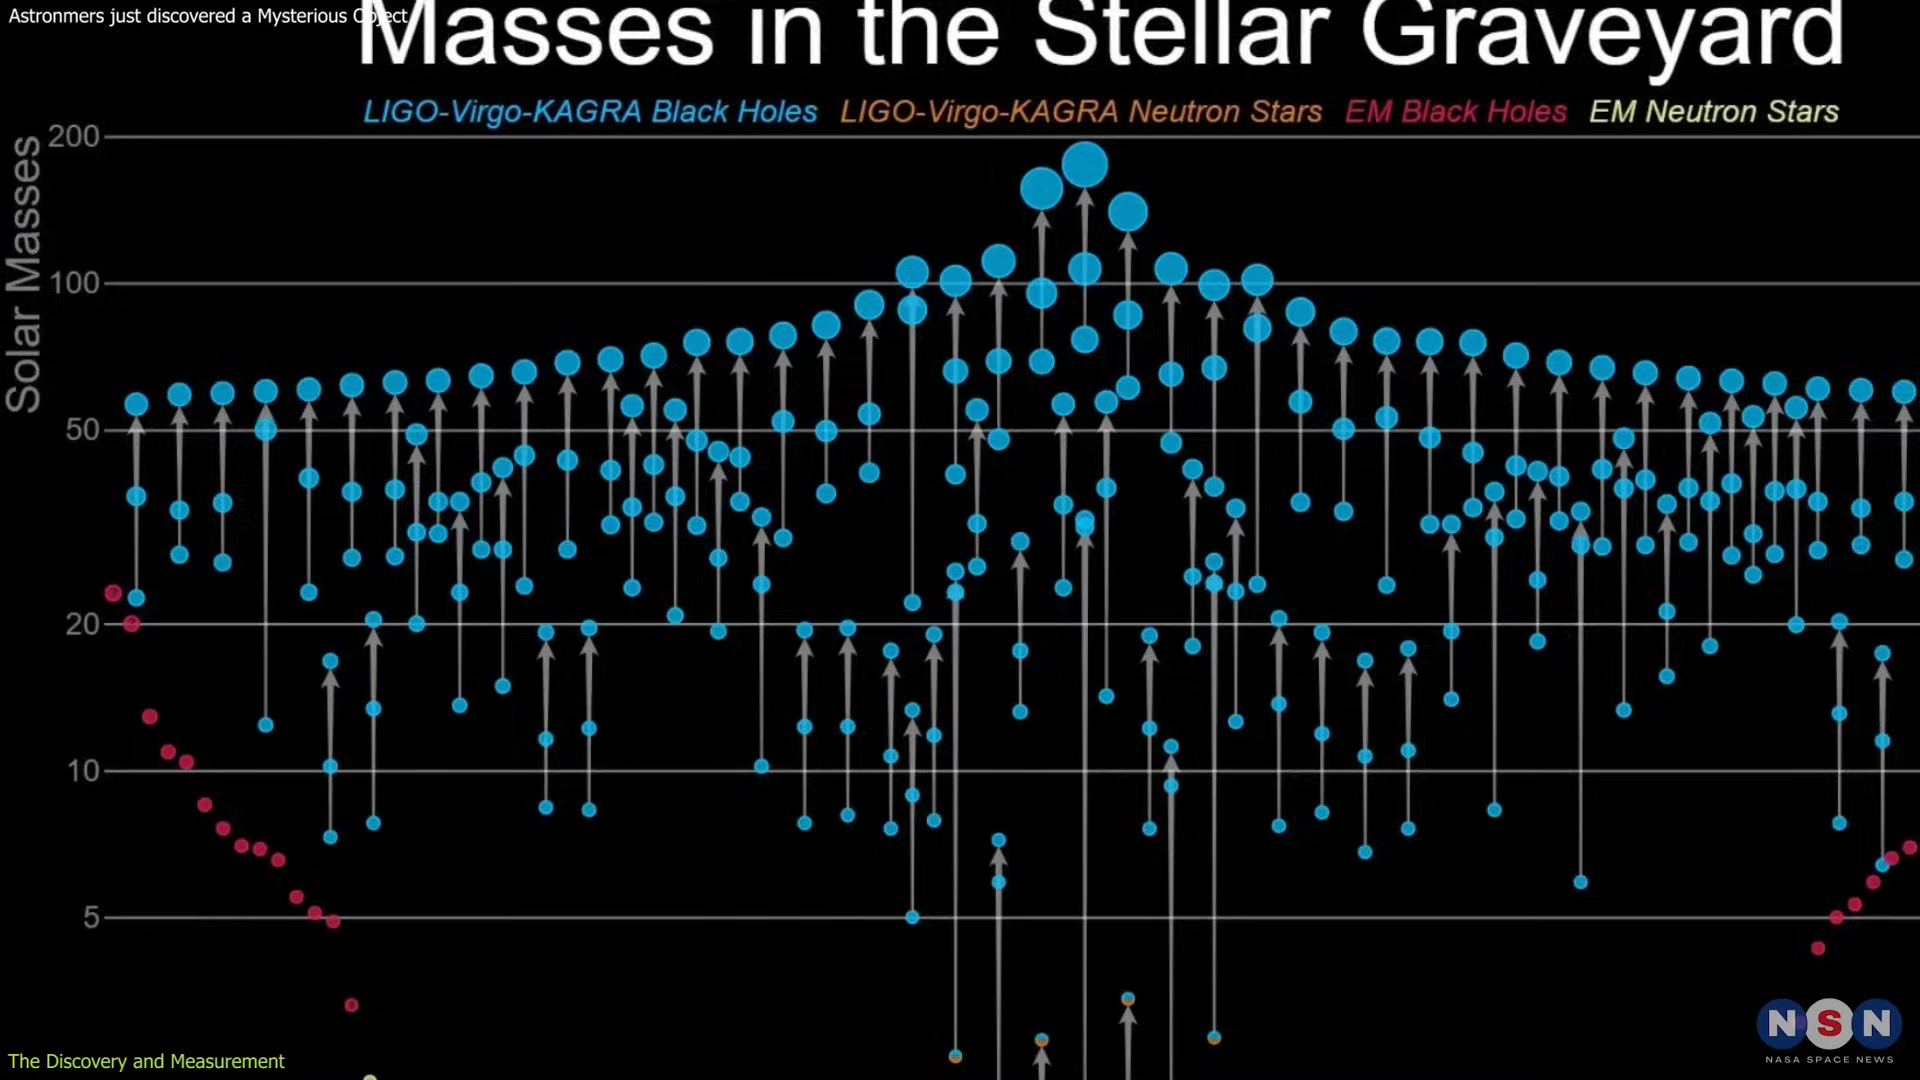 Astronmers just discovered a Mysterious Object
Masses in the Stellar Graveyard
LIGO-Virgo-KAGRA Black Holes LIGO-Virgo-KAGRA Neutron Stars EM Black Holes EM Neutron Stars
Solar Masses
200
100
50
20
10
5
The Discovery and Measurement
NSN
NASA SPACE NEWS